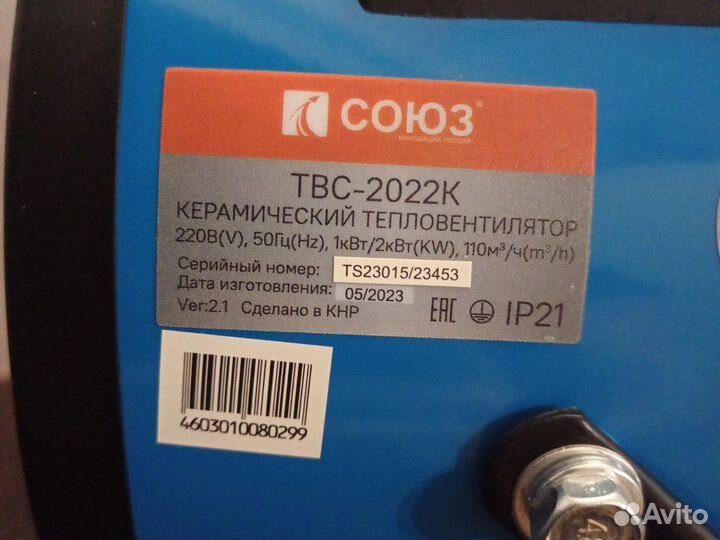 СОЮЗ®
ИННОВАЦИИ РОССИИ
ТВС-2022К
КЕРАМИЧЕСКИЙ ТЕПЛОВЕНТИЛЯТОР
220В(V), 50Гц(Hz), 1кВт/2кВт(KW), 110м³/ч(m³/h)
Серийный номер: TS23015/23453
Дата изготовления: 05/2023
Ver:2.1 Сделано в КНР
EAC IP21
4603010080299
Avito